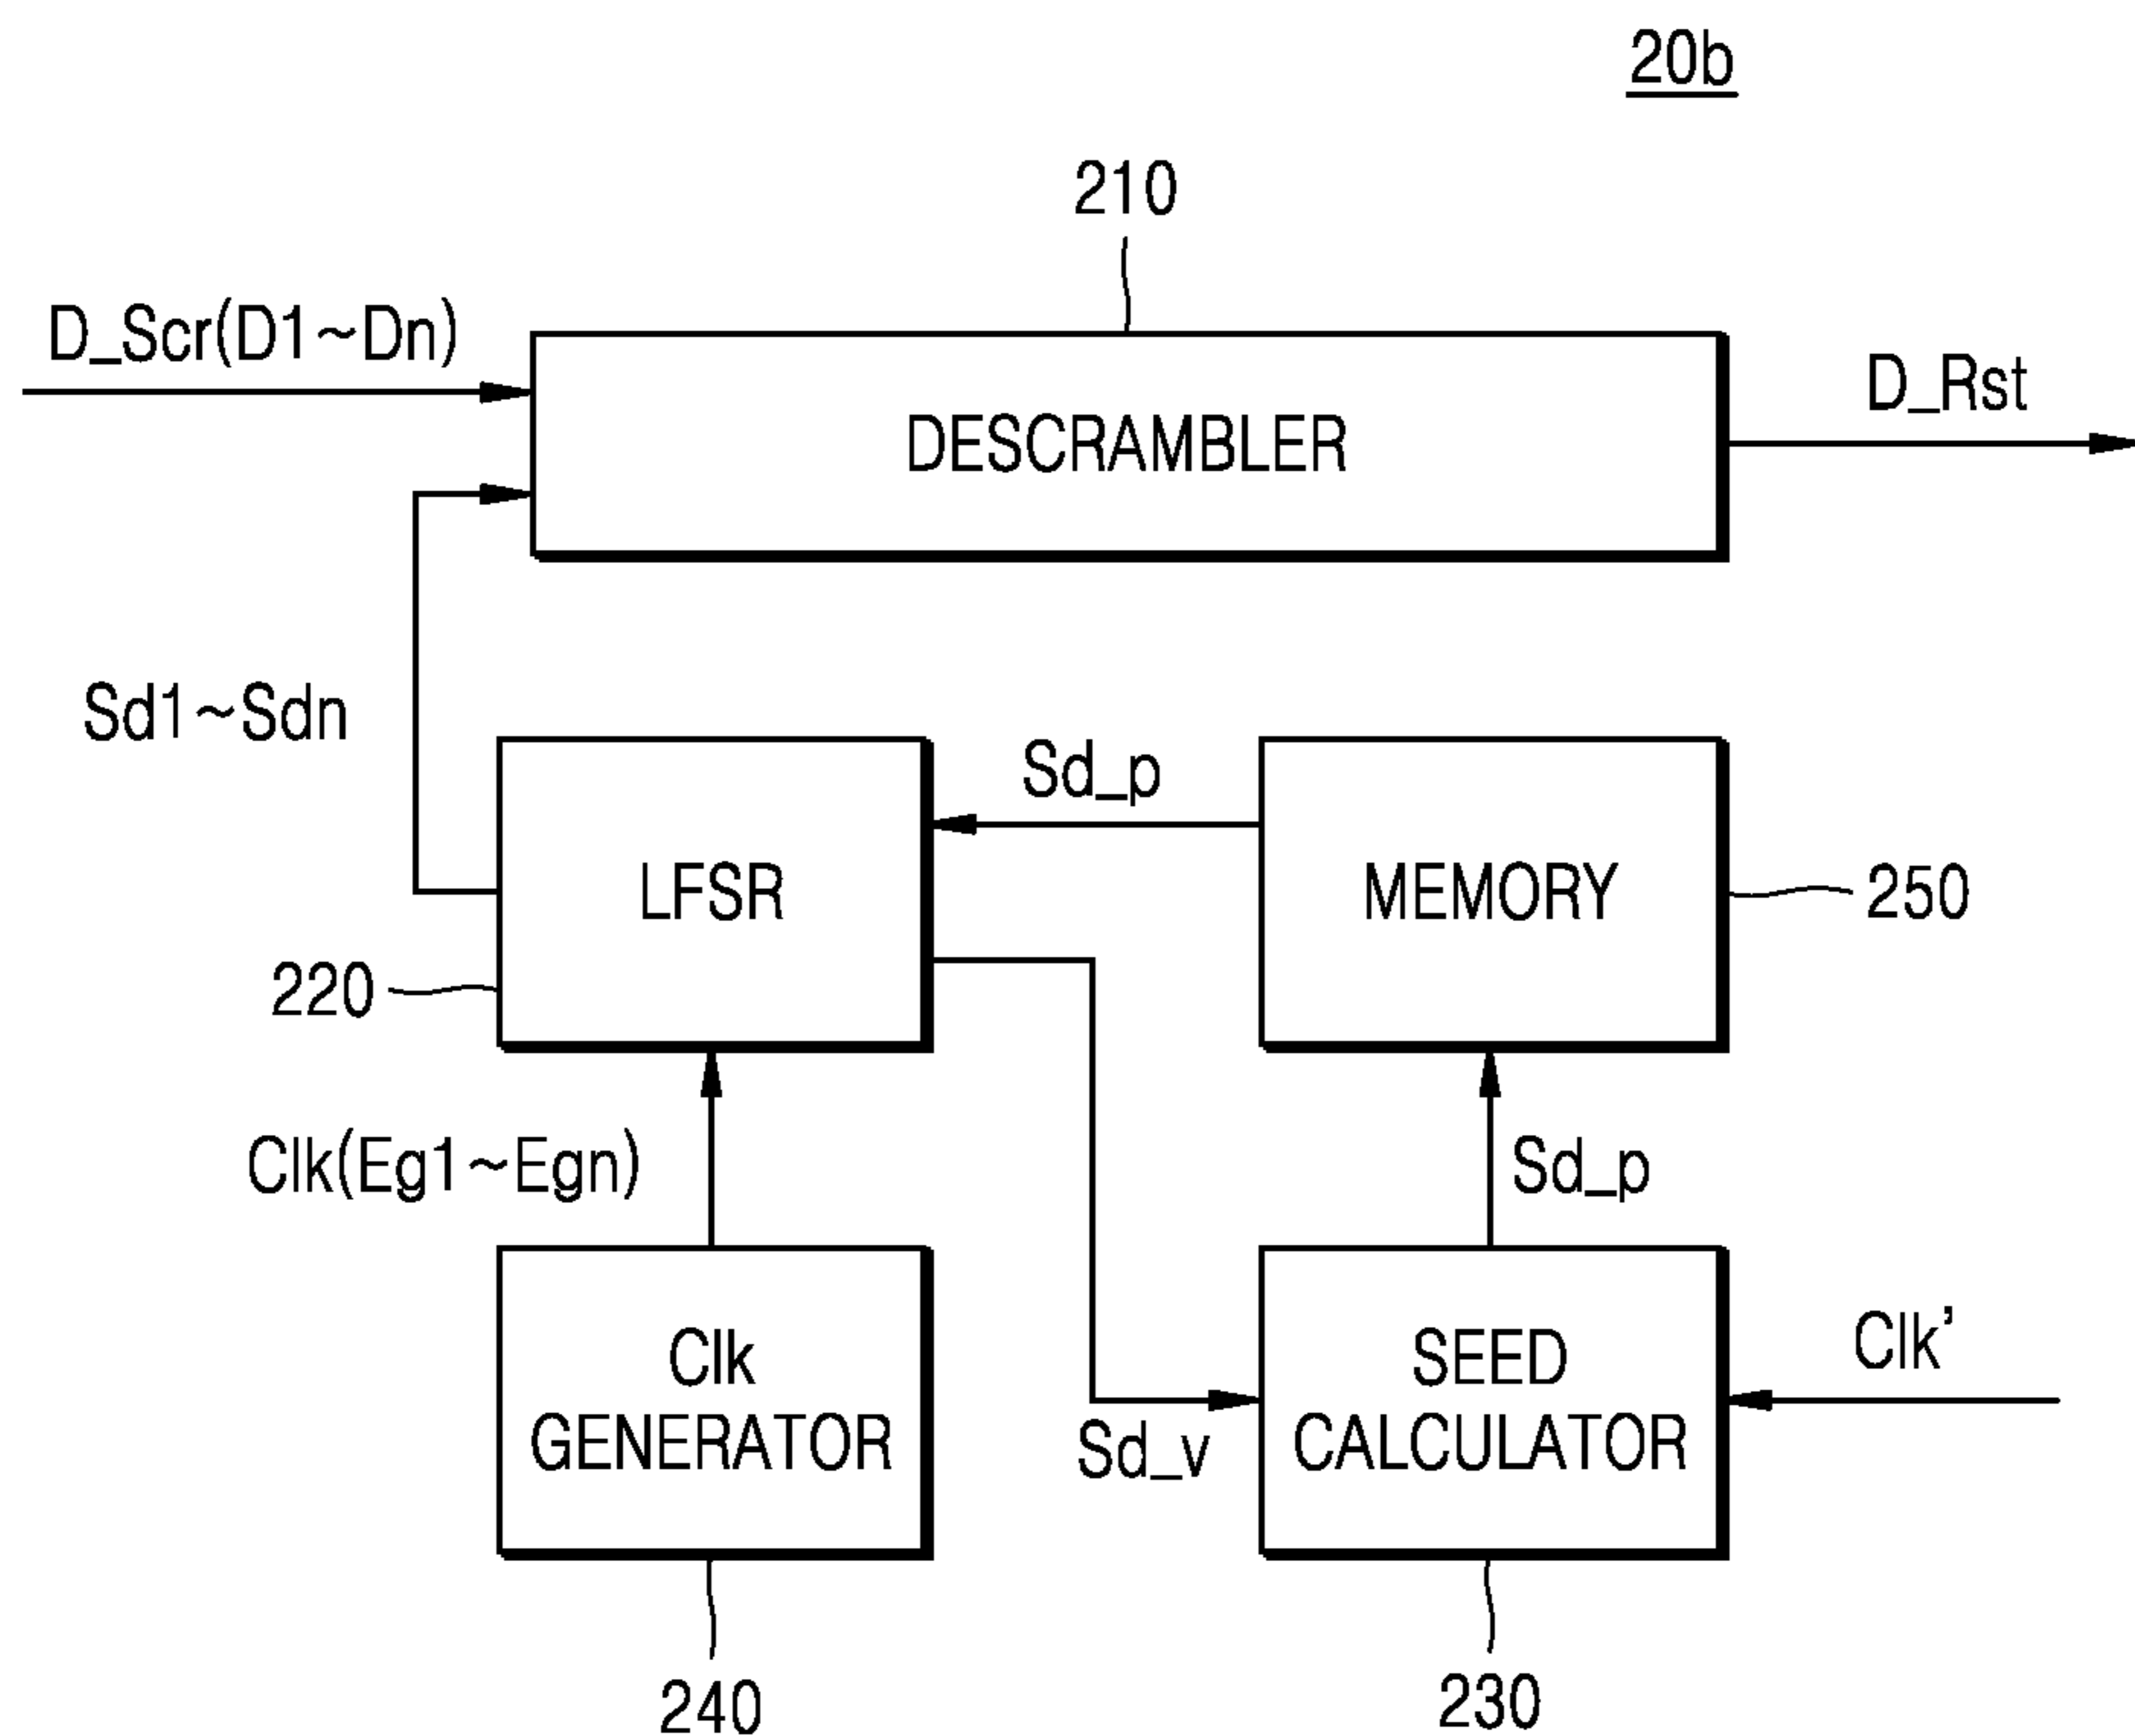 20b
210
D_Scr(D1~Dn)
D_Rst
DESCRAMBLER
Sd1~Sdn
Sd_p
LFSR
MEMORY
250
220
Clk(Eg1~Egn)
Sd_p
Clk
GENERATOR
Sd_v
SEED
CALCULATOR
Clk’
240
230